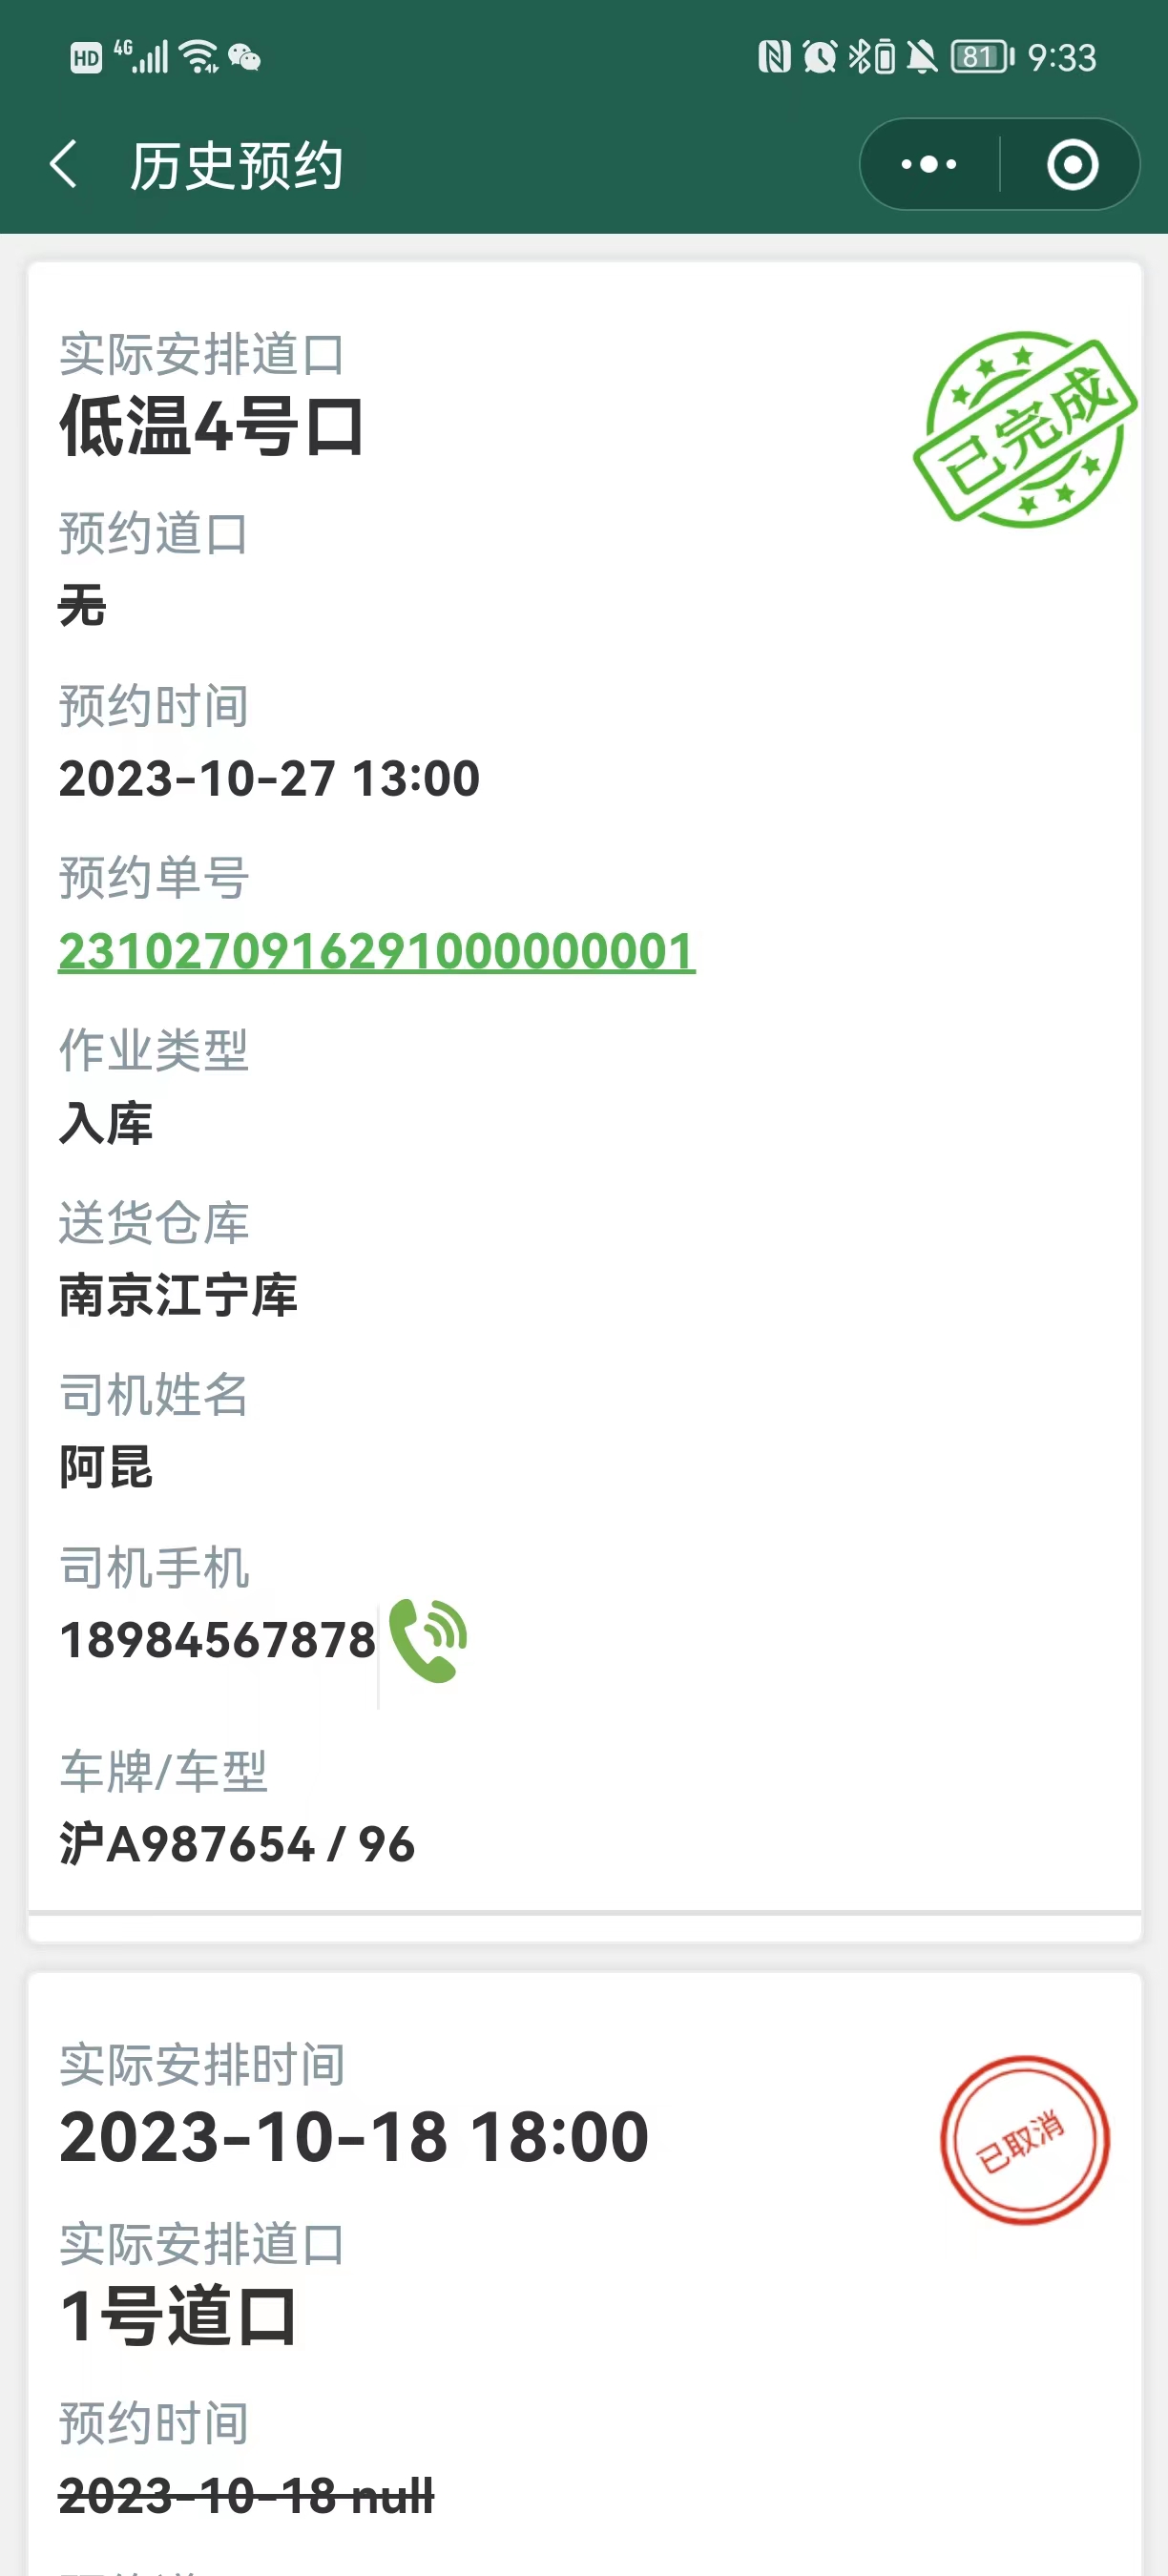 HD 4G 81 9:33
历史预约
实际安排道口
低温4号口
已完成
预约道口
无
预约时间
2023-10-27 13:00
预约单号
2310270916291000000001
作业类型
入库
送货仓库
南京江宁库
司机姓名
阿昆
司机手机
18984567878
车牌/车型
沪A987654 / 96
实际安排时间
2023-10-18 18:00
已取消
实际安排道口
1号道口
预约时间
2023-10-18 null